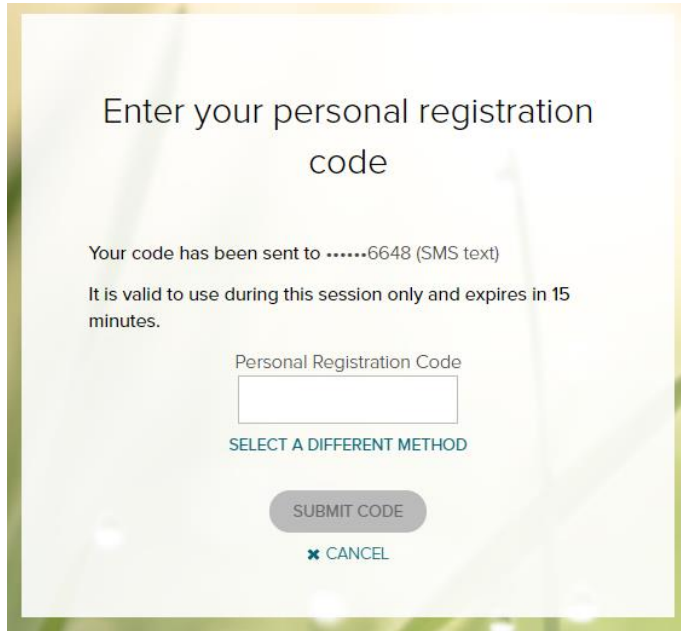 Enter your personal registration
code
Your code has been sent to ••••••6648 (SMS text)
It is valid to use during this session only and expires in 15
minutes.
Personal Registration Code
SELECT A DIFFERENT METHOD
SUBMIT CODE
✖ CANCEL